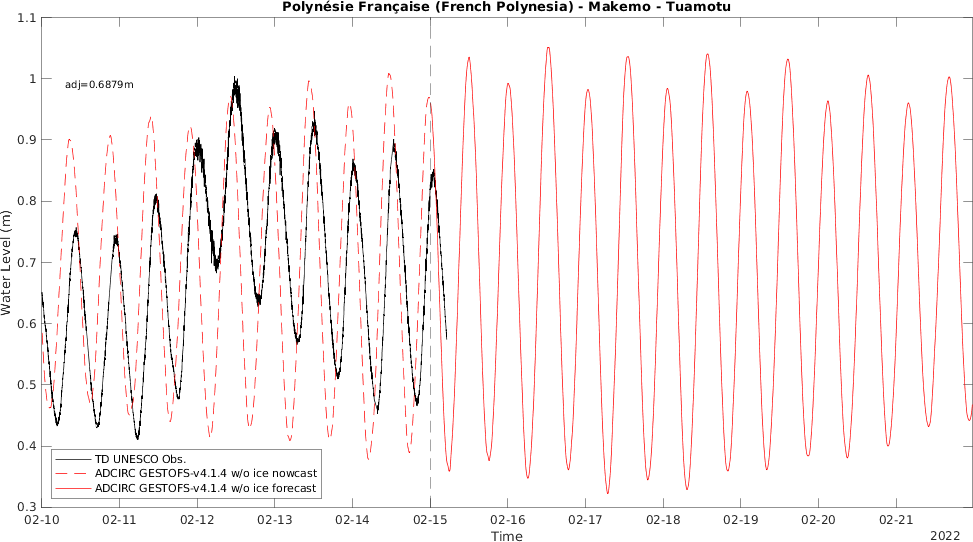 Polynésie Française (French Polynesia) - Makemo - Tuamotu
1.1
1
0.9
0.8
0.7
0.6
0.5
0.4
0.3
Water Level (m)
adj=0.6879m
TD UNESCO Obs.
ADCIRC GESTOFS-v4.1.4 w/o ice nowcast
ADCIRC GESTOFS-v4.1.4 w/o ice forecast
02-10 02-11 02-12 02-13 02-14 02-15 02-16 02-17 02-18 02-19 02-20 02-21
Time
2022